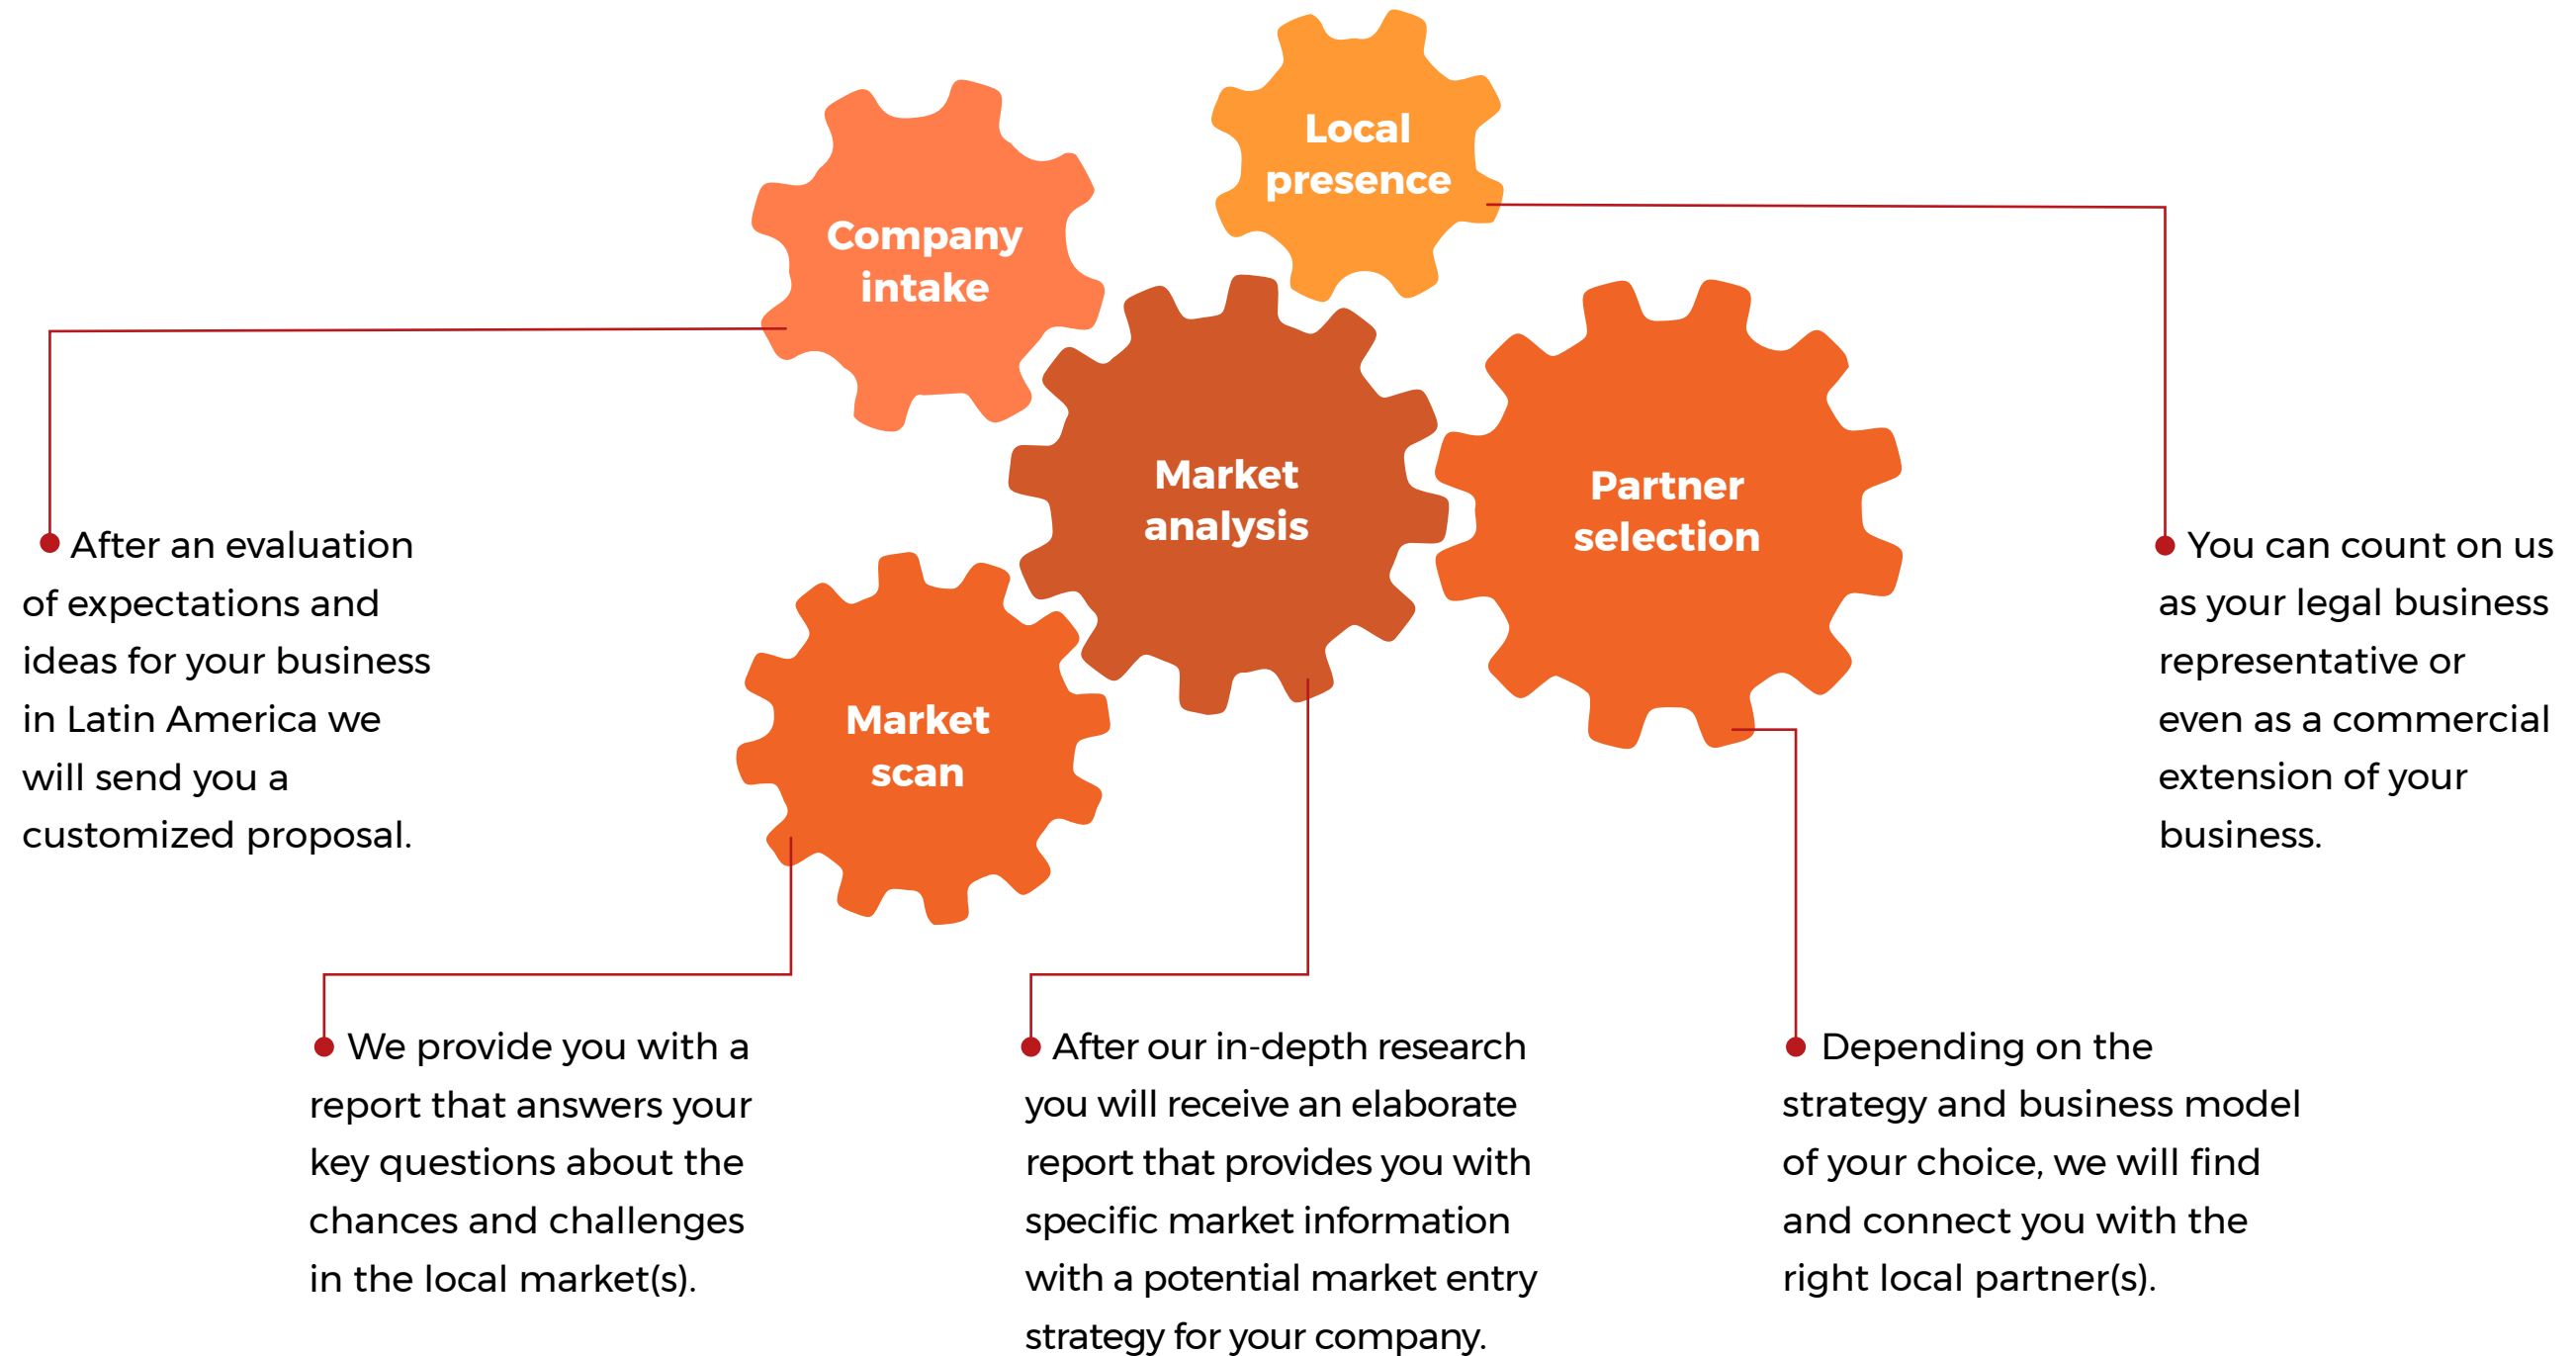 Local
presence
Company
intake
Market
analysis
Partner
selection
Market
scan
After an evaluation
of expectations and
ideas for your business
in Latin America we
will send you a
customized proposal.
You can count on us
as your legal business
representative or
even as a commercial
extension of your
business.
We provide you with a
report that answers your
key questions about the
chances and challenges
in the local market(s).
After our in-depth research
you will receive an elaborate
report that provides you with
specific market information
with a potential market entry
strategy for your company.
Depending on the
strategy and business model
of your choice, we will find
and connect you with the
right local partner(s).